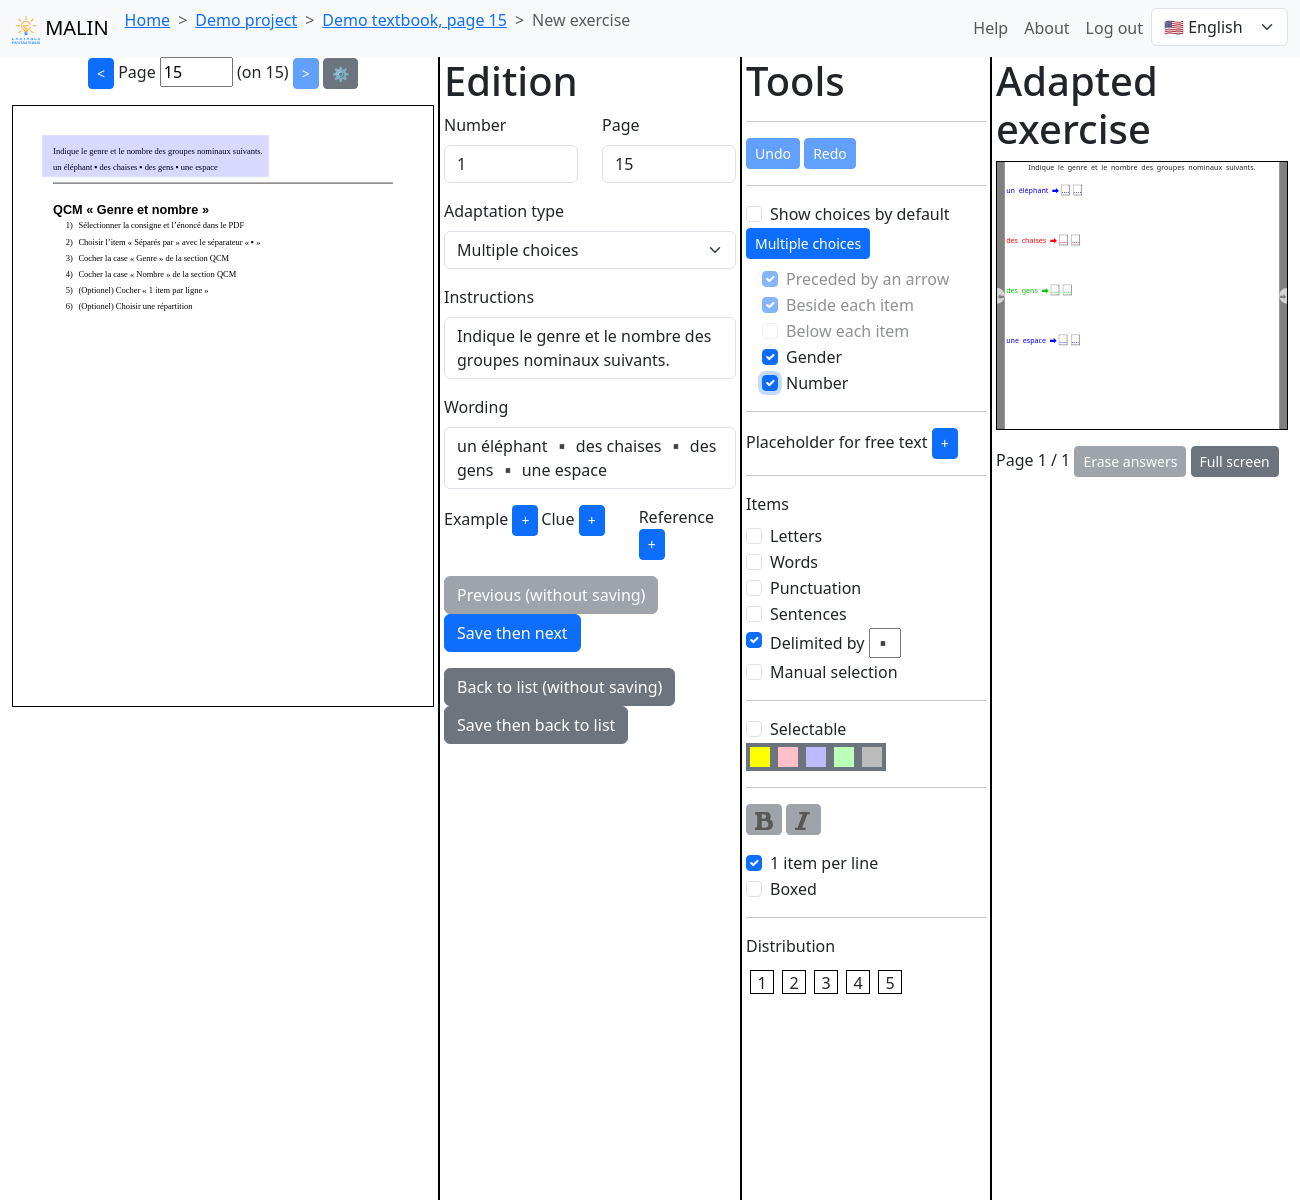 MALIN
Home > Demo project > Demo textbook, page 15 > New exercise
Help About Log out 🇺🇸 English
< Page 15 (on 15) > ⚙️
Indique le genre et le nombre des groupes nominaux suivants.
un éléphant ▪ des chaises ▪ des gens ▪ une espace
QCM « Genre et nombre »
1) Sélectionner la consigne et l’énoncé dans le PDF
2) Choisir l’item « Séparés par » avec le séparateur « ▪ »
3) Cocher la case « Genre » de la section QCM
4) Cocher la case « Nombre » de la section QCM
5) (Optionel) Cocher « 1 item par ligne »
6) (Optionel) Choisir une répartition
Edition
Number Page
1 15
Adaptation type
Multiple choices
Instructions
Indique le genre et le nombre des
groupes nominaux suivants.
Wording
un éléphant ▪ des chaises ▪ des
gens ▪ une espace
Example + Clue + Reference
+
Previous (without saving)
Save then next
Back to list (without saving)
Save then back to list
Tools
Undo Redo
Show choices by default
Multiple choices
Preceded by an arrow
Beside each item
Below each item
Gender
Number
Placeholder for free text +
Items
Letters
Words
Punctuation
Sentences
Delimited by ▪
Manual selection
Selectable
B I
1 item per line
Boxed
Distribution
1 2 3 4 5
Adapted
exercise
Indique le genre et le nombre des groupes nominaux suivants.
un éléphant ➡ .... ....
des chaises ➡ .... ....
des gens ➡ .... ....
une espace ➡ .... ....
Page 1 / 1 Erase answers Full screen